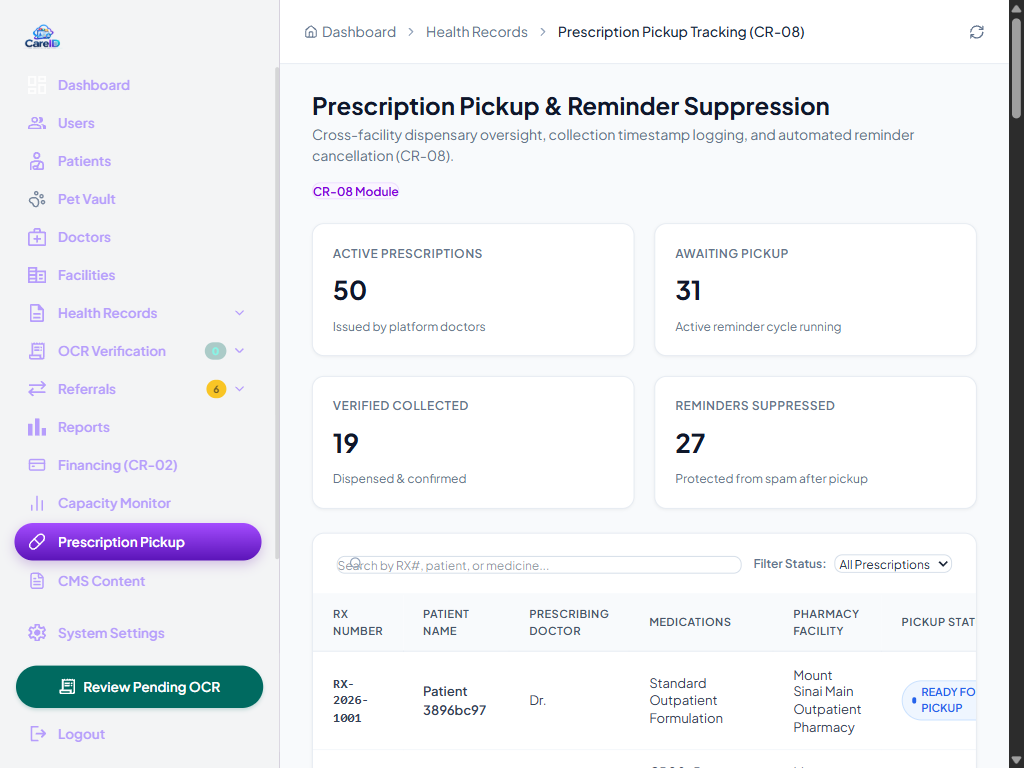 CareID
Dashboard
Users
Patients
Pet Vault
Doctors
Facilities
Health Records
OCR Verification 0
Referrals 6
Reports
Financing (CR-02)
Capacity Monitor
Prescription Pickup
CMS Content
System Settings
Review Pending OCR
Logout
Dashboard > Health Records > Prescription Pickup Tracking (CR-08)
Prescription Pickup & Reminder Suppression
Cross-facility dispensary oversight, collection timestamp logging, and automated reminder
cancellation (CR-08).
CR-08 Module
ACTIVE PRESCRIPTIONS
50
Issued by platform doctors
AWAITING PICKUP
31
Active reminder cycle running
VERIFIED COLLECTED
19
Dispensed & confirmed
REMINDERS SUPPRESSED
27
Protected from spam after pickup
Search by RX#, patient, or medicine...
Filter Status: All Prescriptions
RX
NUMBER
PATIENT
NAME
PRESCRIBING
DOCTOR
MEDICATIONS
PHARMACY
FACILITY
PICKUP STAT
RX-
2026-
1001
Patient
3896bc97
Dr.
Standard
Outpatient
Formulation
Mount
Sinai Main
Outpatient
Pharmacy
READY FO
PICKUP